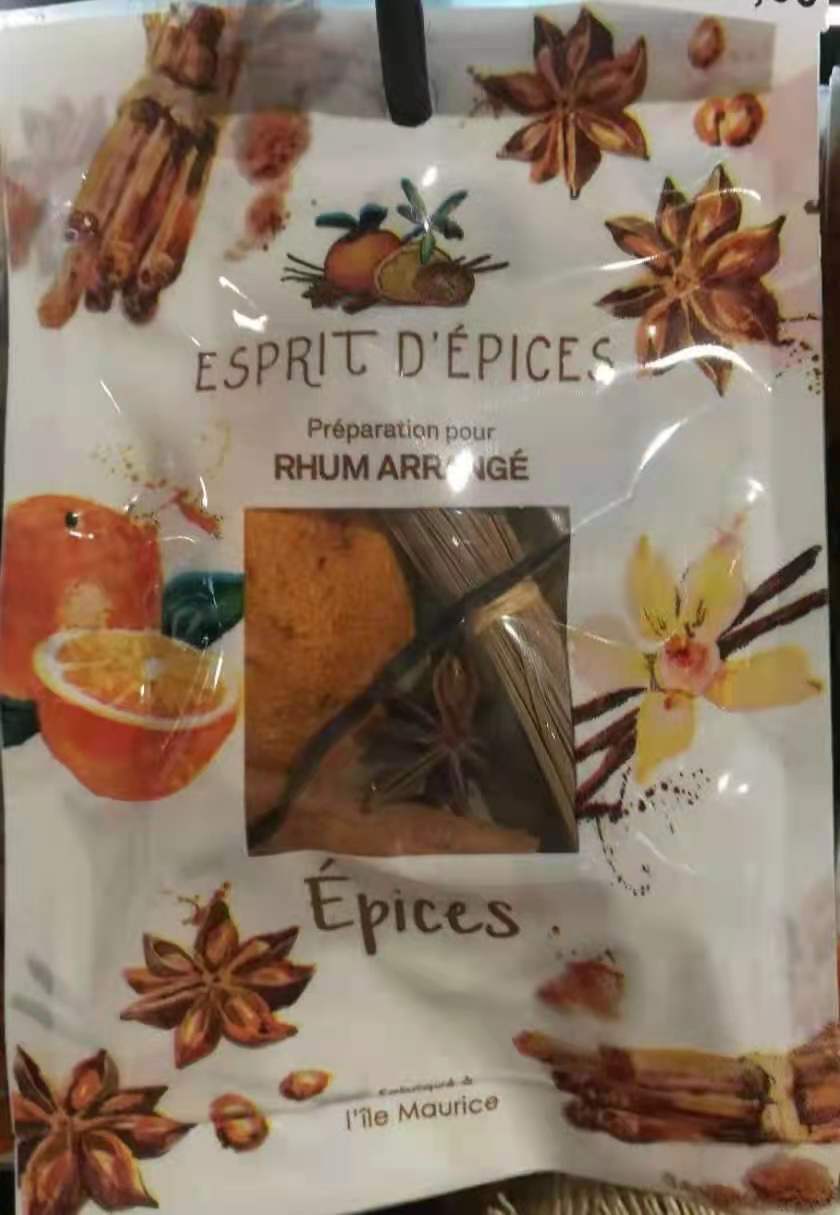 ESPRIT D'ÉPICES
Préparation pour
RHUM ARRANGÉ
Épices
l'île Maurice